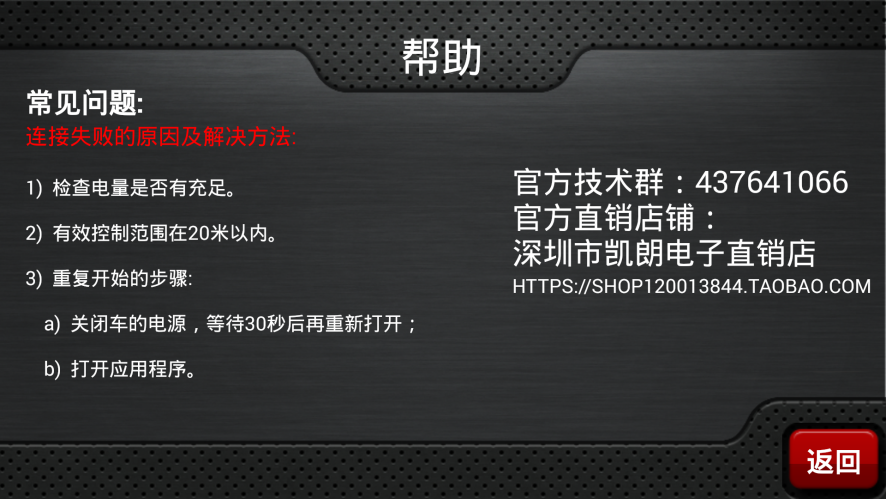 帮助
常见问题:
连接失败的原因及解决方法:
1) 检查电量是否有充足。
2) 有效控制范围在20米以内。
3) 重复开始的步骤:
a) 关闭车的电源，等待30秒后再重新打开；
b) 打开应用程序。
官方技术群：437641066
官方直销店铺：
深圳市凯朗电子直销店
HTTPS://SHOP120013844.TAOBAO.COM
返回